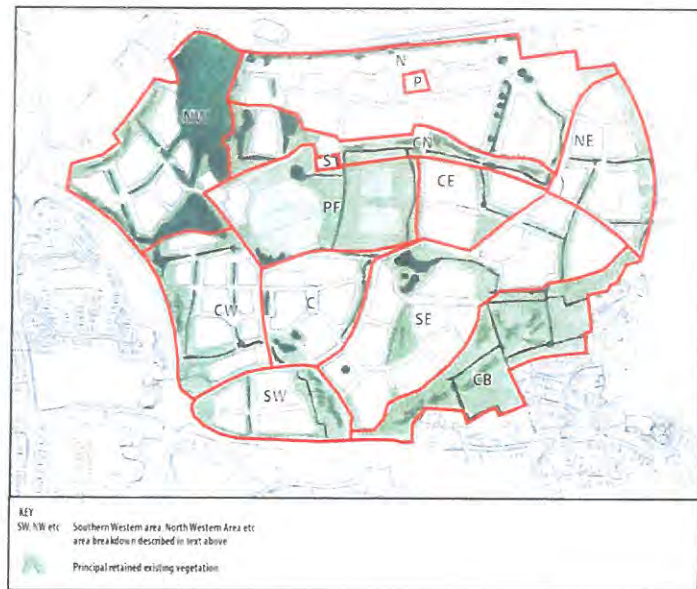 N
P
NW
CN
NE
S
CE
PF
CW
C
SE
CB
SW
KEY
SW, NW etc Southern Western area, North Western Area etc
area breakdown described in text above
Principal retained existing vegetation